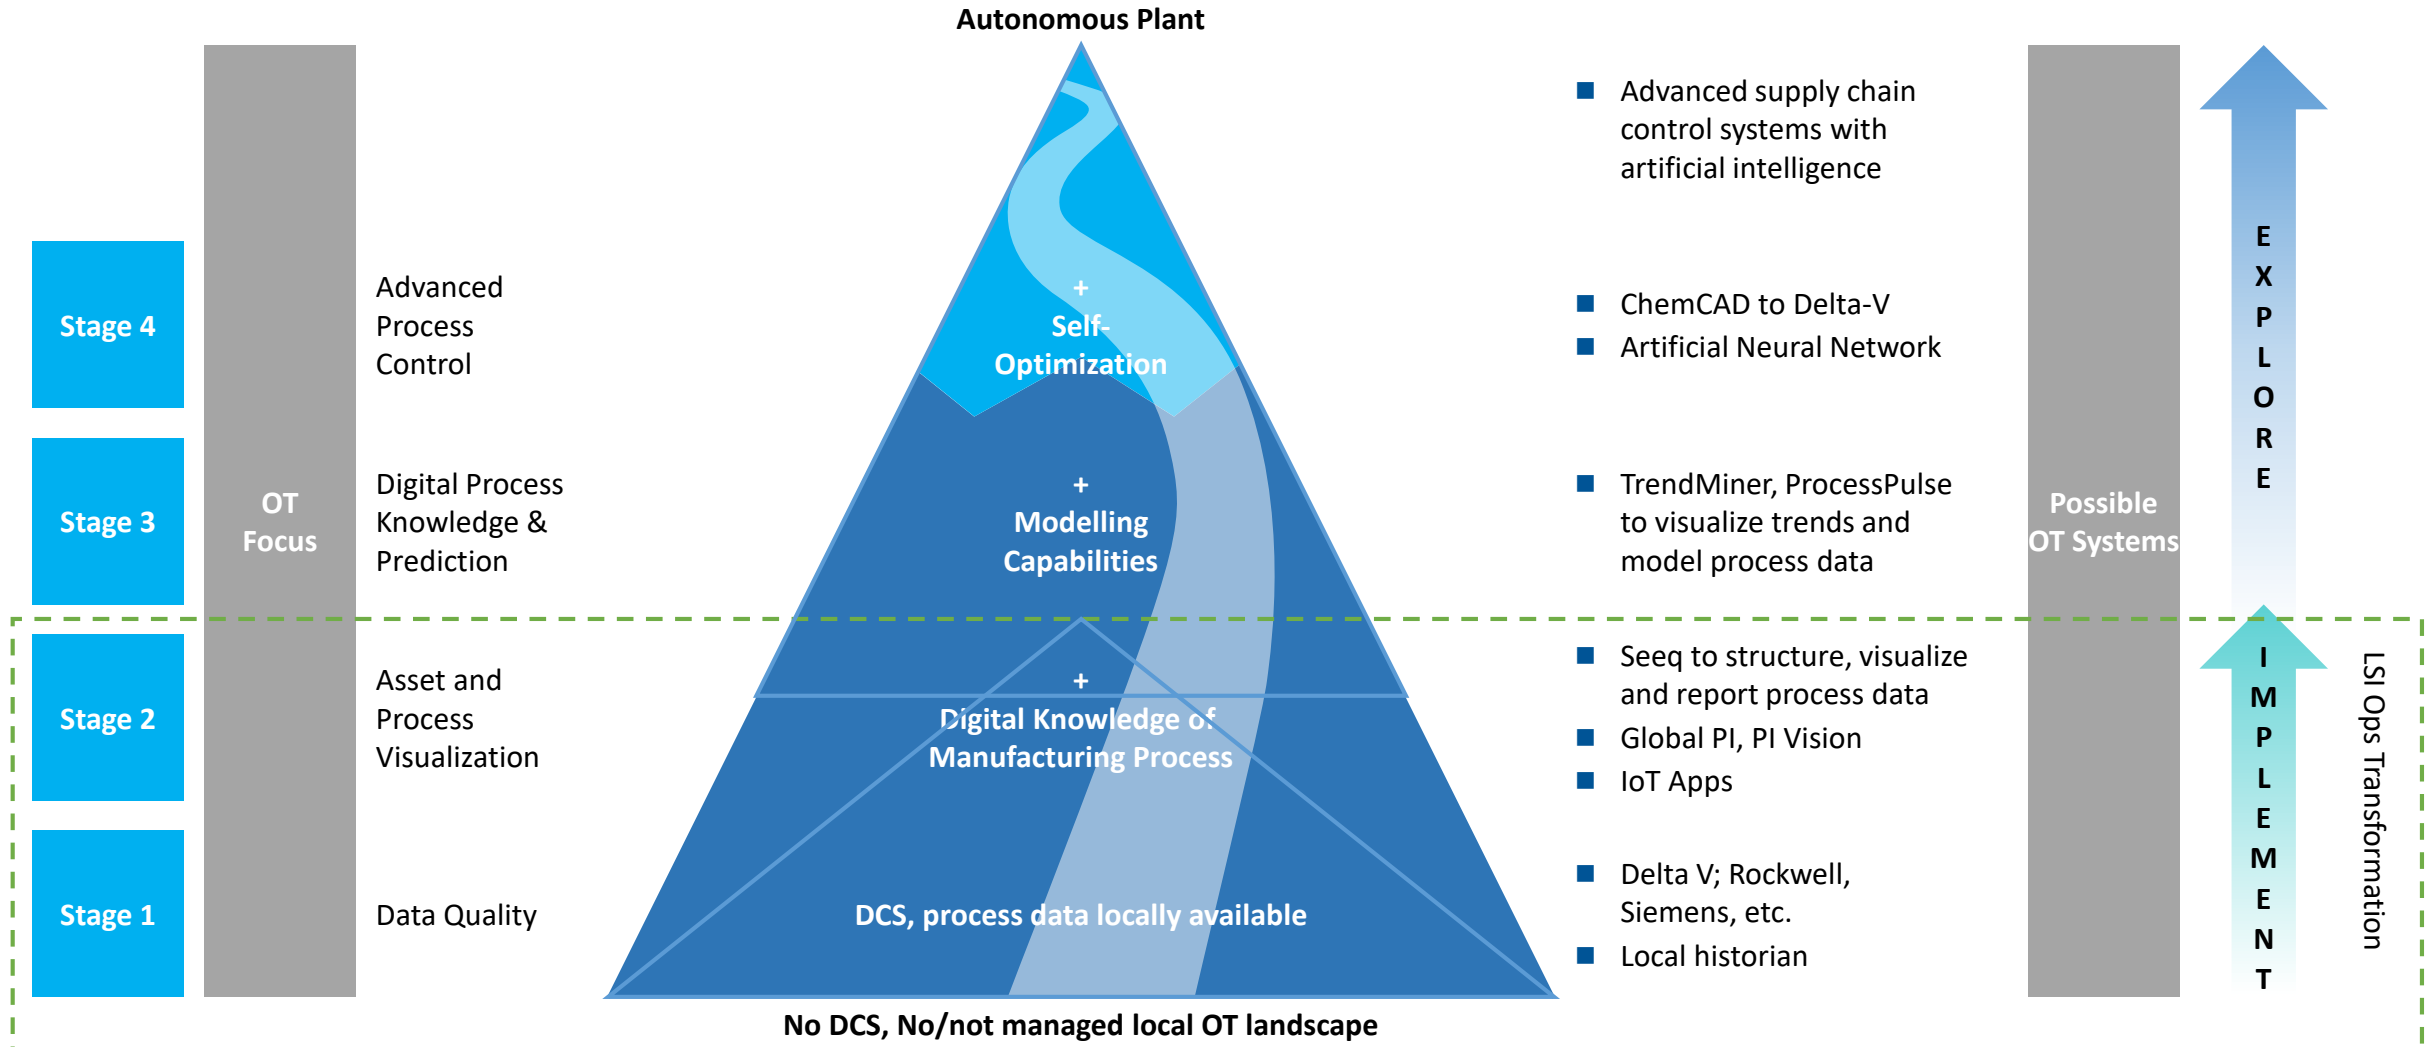 Autonomous Plant
Advanced supply chain
control systems with
artificial intelligence
Stage 4
Advanced
Process
Control
+
Self-
Optimization
ChemCAD to Delta-V
Artificial Neural Network
E
X
P
L
O
R
E
Stage 3
OT
Focus
Digital Process
Knowledge &
Prediction
+
Modelling
Capabilities
TrendMiner, ProcessPulse
to visualize trends and
model process data
Possible
OT Systems
Stage 2
Asset and
Process
Visualization
+
Digital Knowledge of
Manufacturing Process
Seeq to structure, visualize
and report process data
Global PI, PI Vision
IoT Apps
I
M
P
L
E
M
E
N
T
LSI Ops Transformation
Stage 1
Data Quality
DCS, process data locally available
Delta V; Rockwell,
Siemens, etc.
Local historian
No DCS, No/not managed local OT landscape